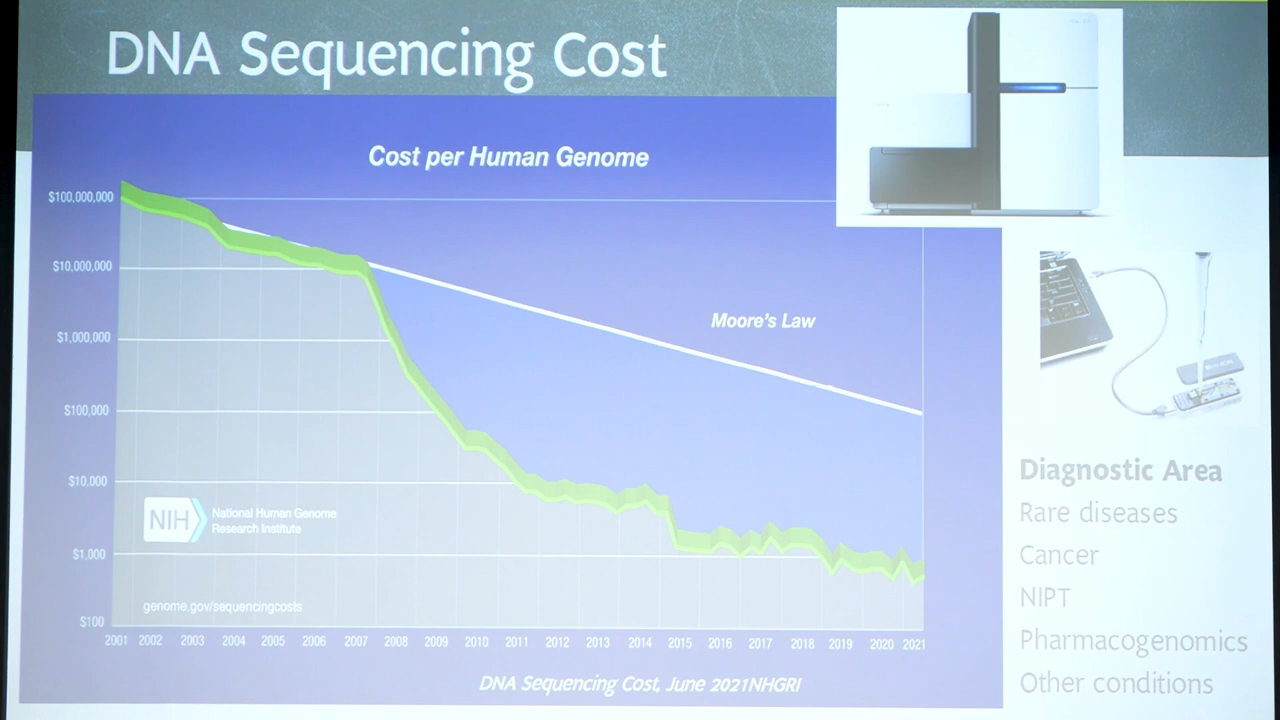 DNA Sequencing Cost
Cost per Human Genome
$100,000,000
$10,000,000
Moore's Law
$1,000,000
$100,000
$10,000
NIH National Human Genome
Research Institute
$1,000
genome.gov/sequencingcosts
$100
2001 2002 2003 2004 2005 2006 2007 2008 2009 2010 2011 2012 2013 2014 2015 2016 2017 2018 2019 2020 2021
DNA Sequencing Cost, June 2021NHGRI
Diagnostic Area
Rare diseases
Cancer
NIPT
Pharmacogenomics
Other conditions